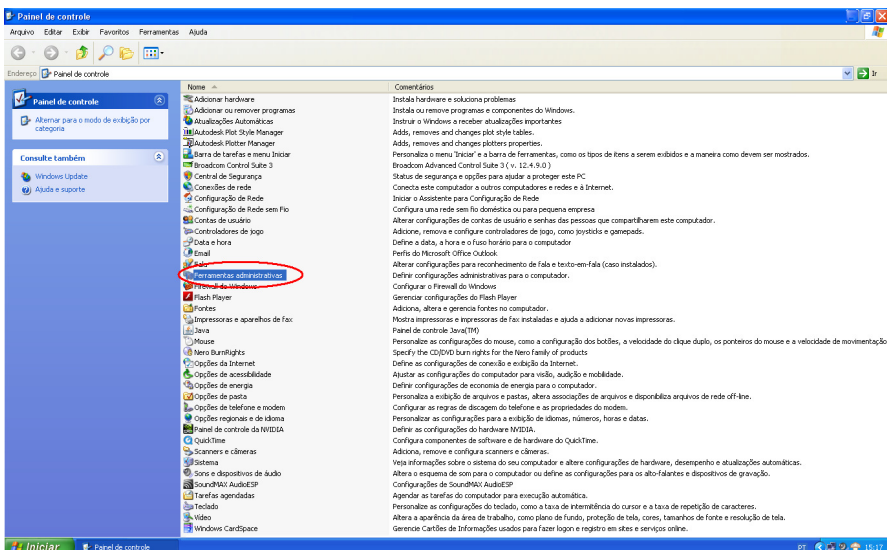 Painel de controle
Arquivo Editar Exibir Favoritos Ferramentas Ajuda
Endereço Painel de controle Ir
Painel de controle
Alternar para o modo de exibição por
categoria
Consulte também
Windows Update
Ajuda e suporte
Nome Comentários
Adicionar hardware Instala hardware e soluciona problemas
Adicionar ou remover programas Instala ou remove programas e componentes do Windows.
Atualizações Automáticas Instruir o Windows a receber atualizações importantes
Autodesk Plot Style Manager Adds, removes and changes plot style tables.
Autodesk Plotter Manager Adds, removes and changes plotters properties.
Barra de tarefas e menu Iniciar Personaliza o menu 'Iniciar' e a barra de ferramentas, como os tipos de itens a serem exibidos e a maneira como devem ser mostrados.
Broadcom Control Suite 3 Broadcom Advanced Control Suite 3 ( v. 12.4.9.0 )
Central de Segurança Status de segurança e opções para ajudar a proteger este PC
Conexões de rede Conecta este computador a outros computadores e redes e à Internet.
Configuração de Rede Iniciar o Assistente para Configuração de Rede
Configuração de Rede sem Fio Configura uma rede sem fio doméstica ou para pequena empresa
Contas de usuário Alterar configurações de contas de usuário e senhas das pessoas que compartilharem este computador.
Controladores de jogo Adicione, remova e configure controladores de jogo, como joysticks e gamepads.
Data e hora Define a data, a hora e o fuso horário para o computador
Email Perfis do Microsoft Office Outlook
Fala Alterar configurações para reconhecimento de fala e texto-em-fala (caso instalados).
Ferramentas administrativas Definir configurações administrativas para o computador.
Firewall do Windows Configurar o Firewall do Windows
Flash Player Gerenciar configurações do Flash Player
Fontes Adiciona, altera e gerencia fontes no computador.
Impressoras e aparelhos de fax Mostra impressoras e impressoras de fax instaladas e ajuda a adicionar novas impressoras.
Java Painel de controle Java(TM)
Mouse Personalize as configurações do mouse, como a configuração dos botões, a velocidade do clique duplo, os ponteiros do mouse e a velocidade de movimentação
Nero BurnRights Specify the CD/DVD burn rights for the Nero family of products
Opções da Internet Define as configurações de conexão e exibição da Internet.
Opções de acessibilidade Ajustar as configurações do computador para visão, audição e mobilidade.
Opções de energia Definir configurações de economia de energia para o computador.
Opções de pasta Personaliza a exibição de arquivos e pastas, altera associações de arquivos e disponibiliza arquivos de rede off-line.
Opções de telefone e modem Configurar as regras de discagem do telefone e as propriedades do modem.
Opções regionais e de idioma Personalizar as configurações para a exibição de idiomas, números, horas e datas.
Painel de controle da NVIDIA Definir as configurações do hardware NVIDIA.
QuickTime Configura componentes de software e de hardware do QuickTime.
Scanners e câmeras Adiciona, remove e configura scanners e câmeras.
Sistema Veja informações sobre o sistema do seu computador e altere configurações de hardware, desempenho e atualizações automáticas.
Sons e dispositivos de áudio Altera o esquema de som para o computador ou define as configurações para os alto-falantes e dispositivos de gravação.
SoundMAX AudioESP Configurações de SoundMAX AudioESP
Tarefas agendadas Agendar as tarefas do computador para execução automática.
Teclado Personalize as configurações do teclado, como a taxa de intermitência do cursor e a taxa de repetição de caracteres.
Vídeo Altera a aparência da área de trabalho, como plano de fundo, proteção de tela, cores, tamanhos de fonte e resolução de tela.
Windows CardSpace Gerencie Cartões de Informações usados para fazer logon e registro em sites e serviços online.
Iniciar Painel de controle PT 15:17